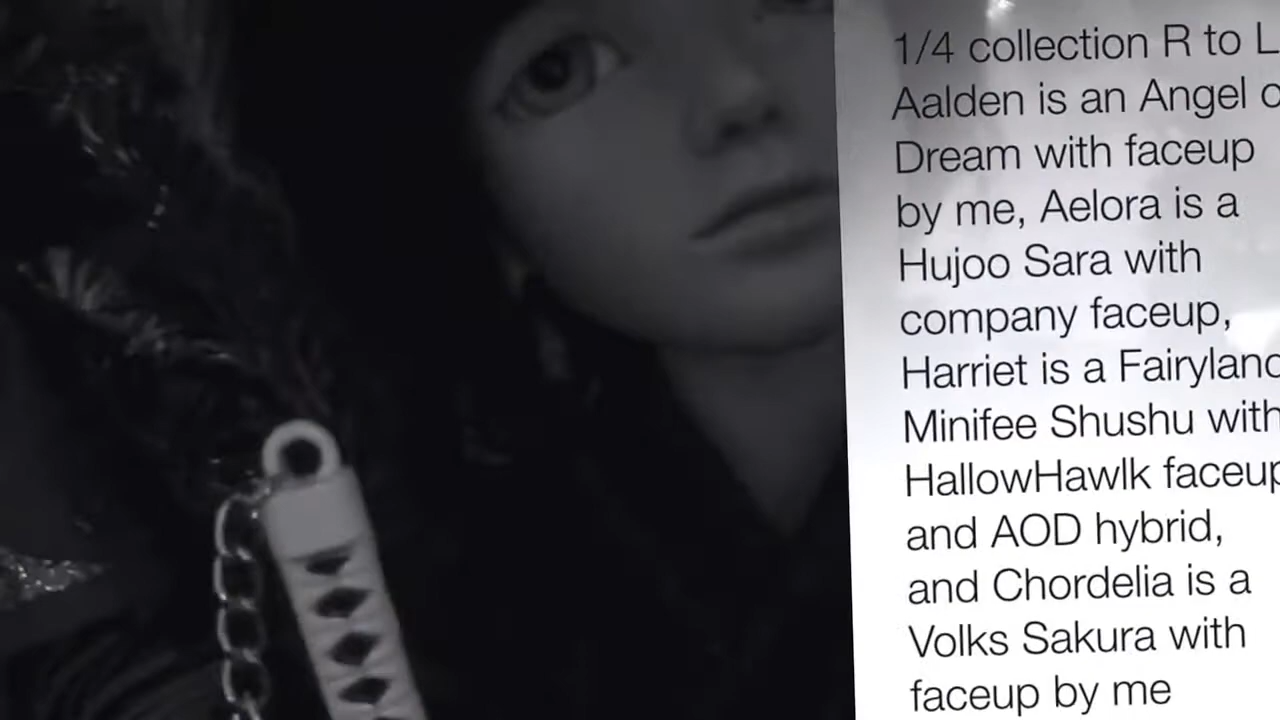 1/4 collection R to L
Aalden is an Angel o
Dream with faceup
by me, Aelora is a
Hujoo Sara with
company faceup,
Harriet is a Fairyland
Minifee Shushu with
HallowHawlk faceup
and AOD hybrid,
and Chordelia is a
Volks Sakura with
faceup by me